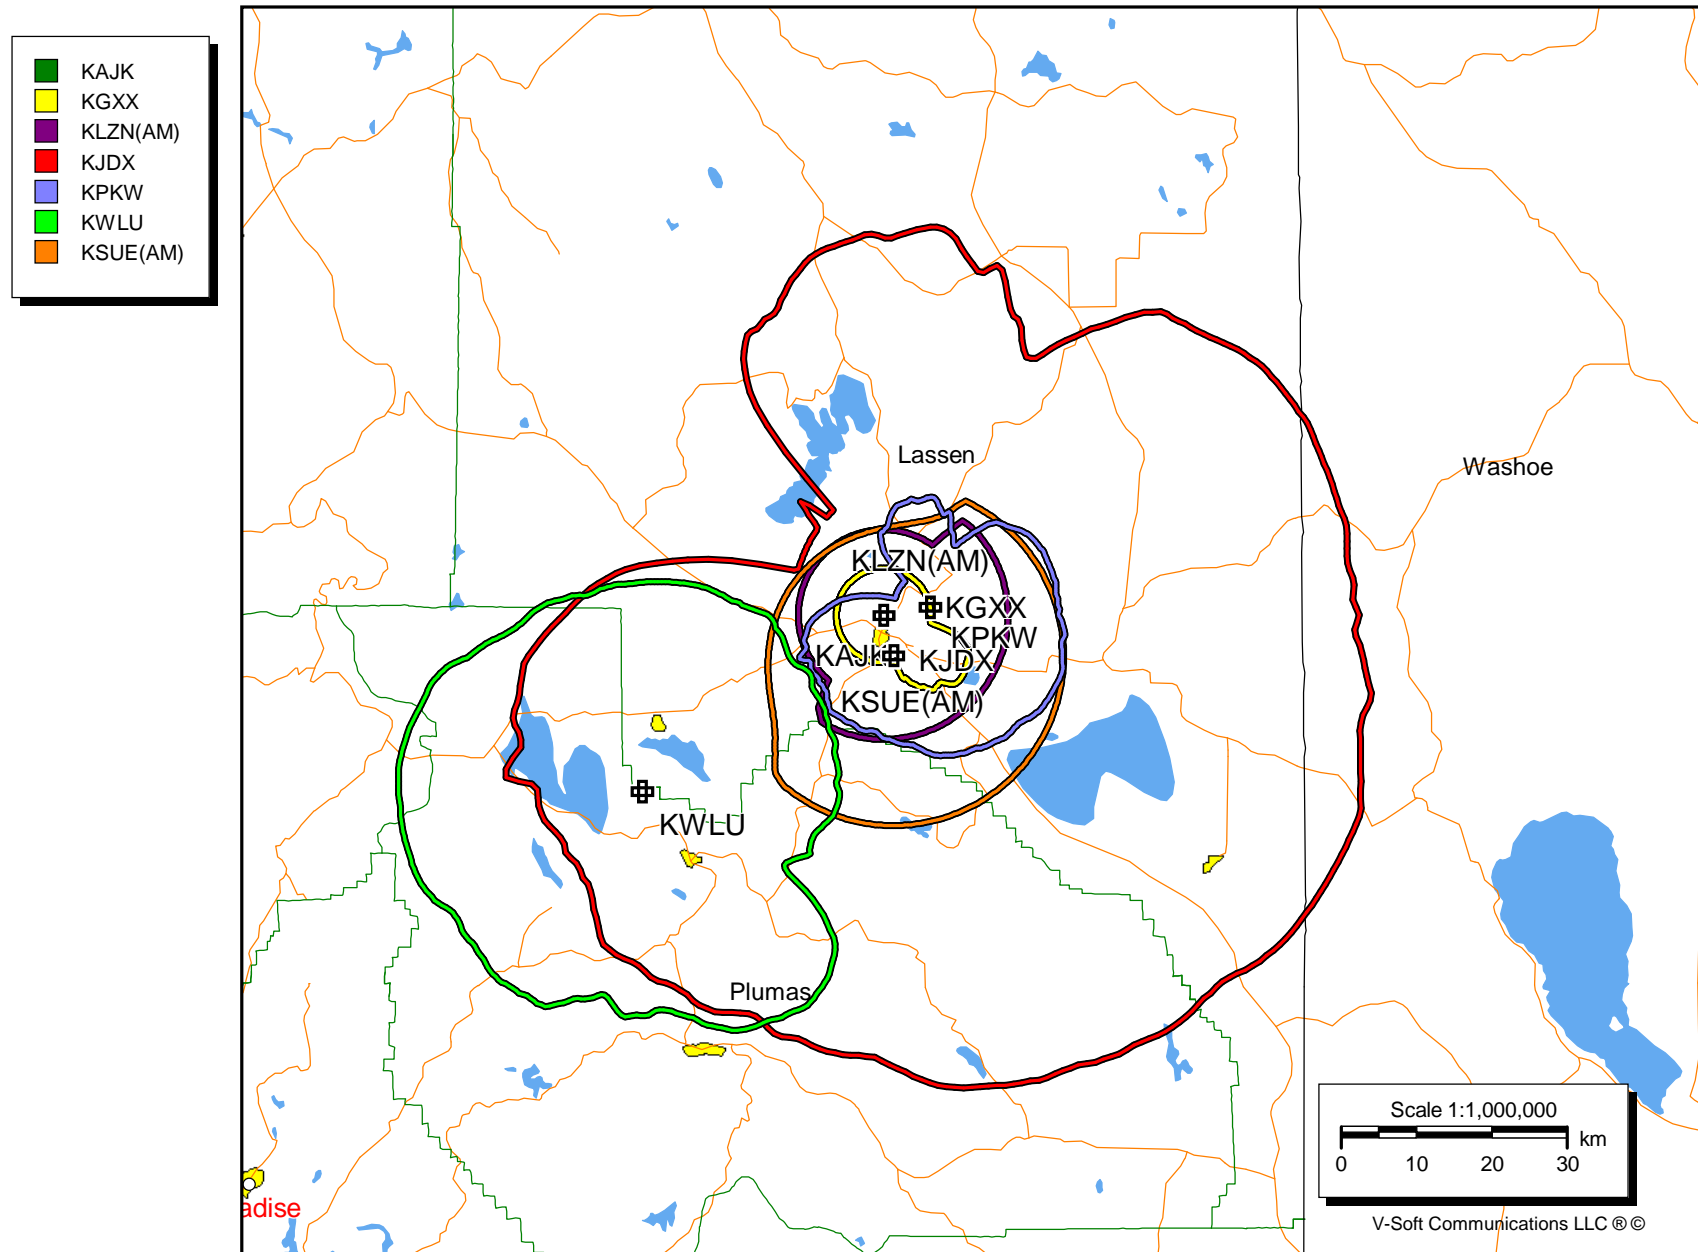 KAJK
KGXX
KLZN(AM)
KJDX
KPKW
KWLU
KSUE(AM)
Lassen
Washoe
KLZN(AM)
KGXX
KPKW
KAJK
KJDX
KSUE(AM)
KWLU
Plumas
Scale 1:1,000,000
km
0 10 20 30
adise
V-Soft Communications LLC ® ©